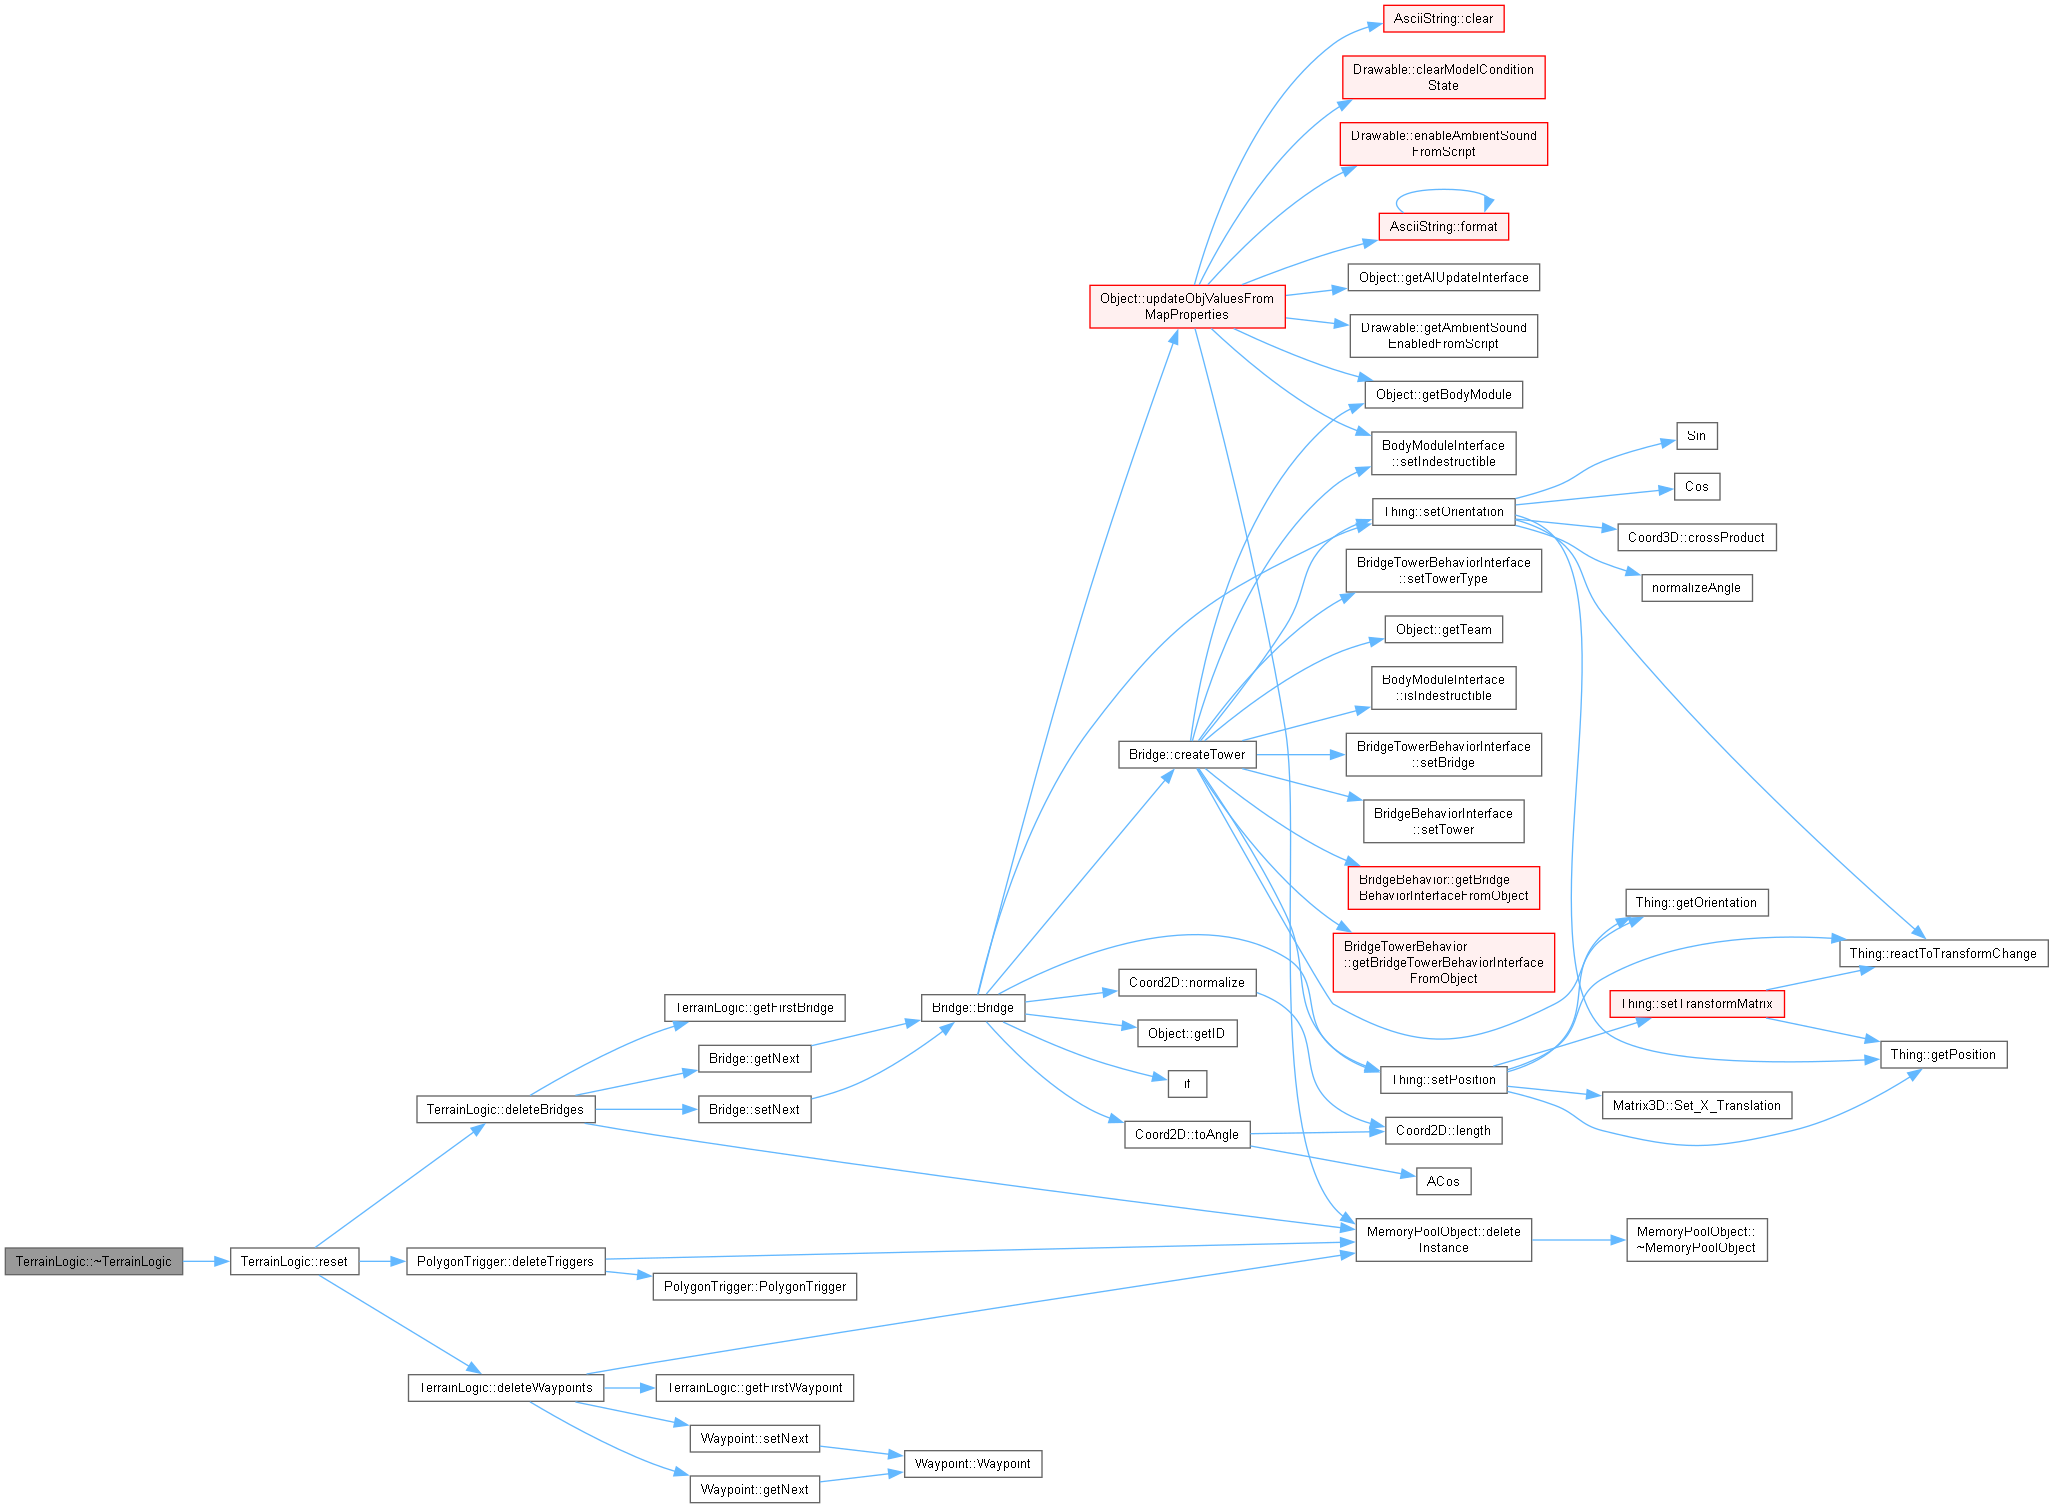 AsciiString::clear
Drawable::clearModelCondition
State
Drawable::enableAmbientSound
FromScript
AsciiString::format
Object::getAIUpdateInterface
Object::updateObjValuesFrom
MapProperties
Drawable::getAmbientSound
EnabledFromScript
Object::getBodyModule
BodyModuleInterface
::setIndestructible
Sin
Cos
Thing::setOrientation
Coord3D::crossProduct
BridgeTowerBehaviorInterface
::setTowerType
normalizeAngle
Object::getTeam
BodyModuleInterface
::isIndestructible
Bridge::createTower
BridgeTowerBehaviorInterface
::setBridge
BridgeBehaviorInterface
::setTower
BridgeBehavior::getBridge
BehaviorInterfaceFromObject
Thing::getOrientation
BridgeTowerBehavior
::getBridgeTowerBehaviorInterface
FromObject
Thing::reactToTransformChange
Coord2D::normalize
TerrainLogic::getFirstBridge
Bridge::Bridge
Thing::setTransformMatrix
Object::getID
Bridge::getNext
Thing::getPosition
if
Thing::setPosition
TerrainLogic::deleteBridges
Bridge::setNext
Matrix3D::Set_X_Translation
Coord2D::toAngle
Coord2D::length
ACos
MemoryPoolObject::delete
Instance
MemoryPoolObject::
~MemoryPoolObject
TerrainLogic::~TerrainLogic
TerrainLogic::reset
PolygonTrigger::deleteTriggers
PolygonTrigger::PolygonTrigger
TerrainLogic::deleteWaypoints
TerrainLogic::getFirstWaypoint
Waypoint::setNext
Waypoint::Waypoint
Waypoint::getNext